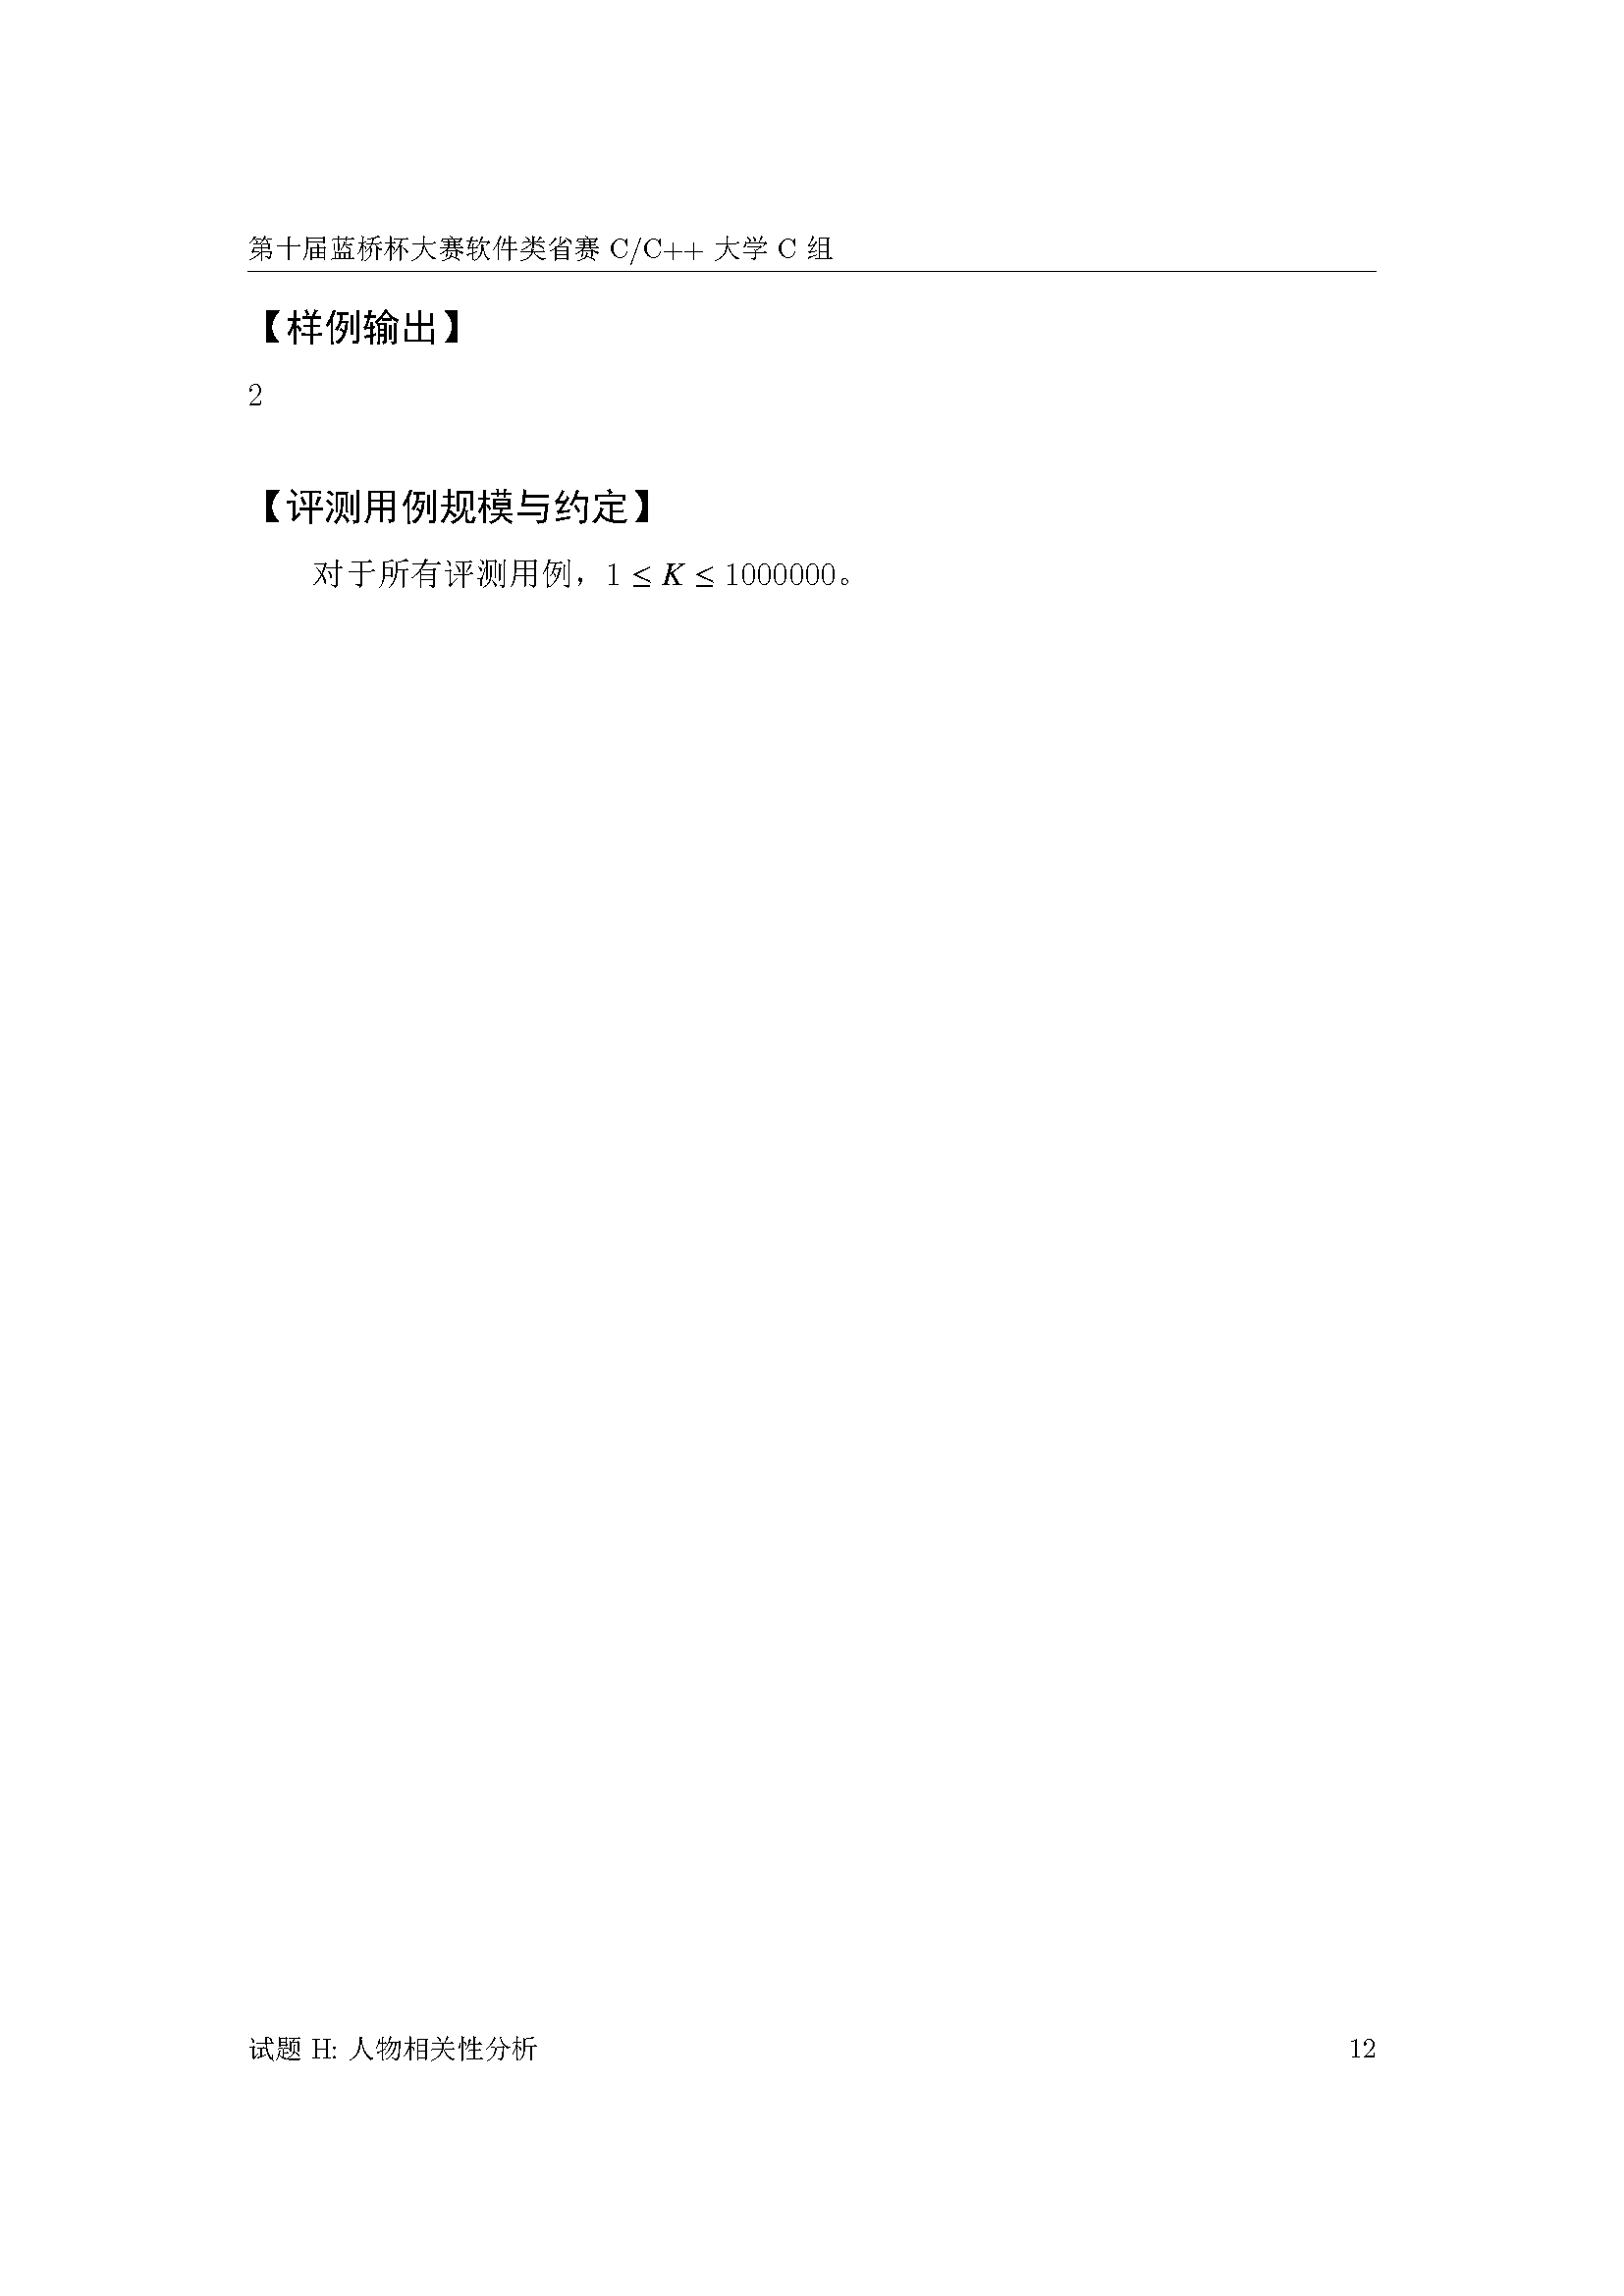 第十届蓝桥杯大赛软件类省赛 C/C++ 大学 C 组
【样例输出】
2
【评测用例规模与约定】
对于所有评测用例，1 ≤ K ≤ 1000000。
试题 H: 人物相关性分析 12